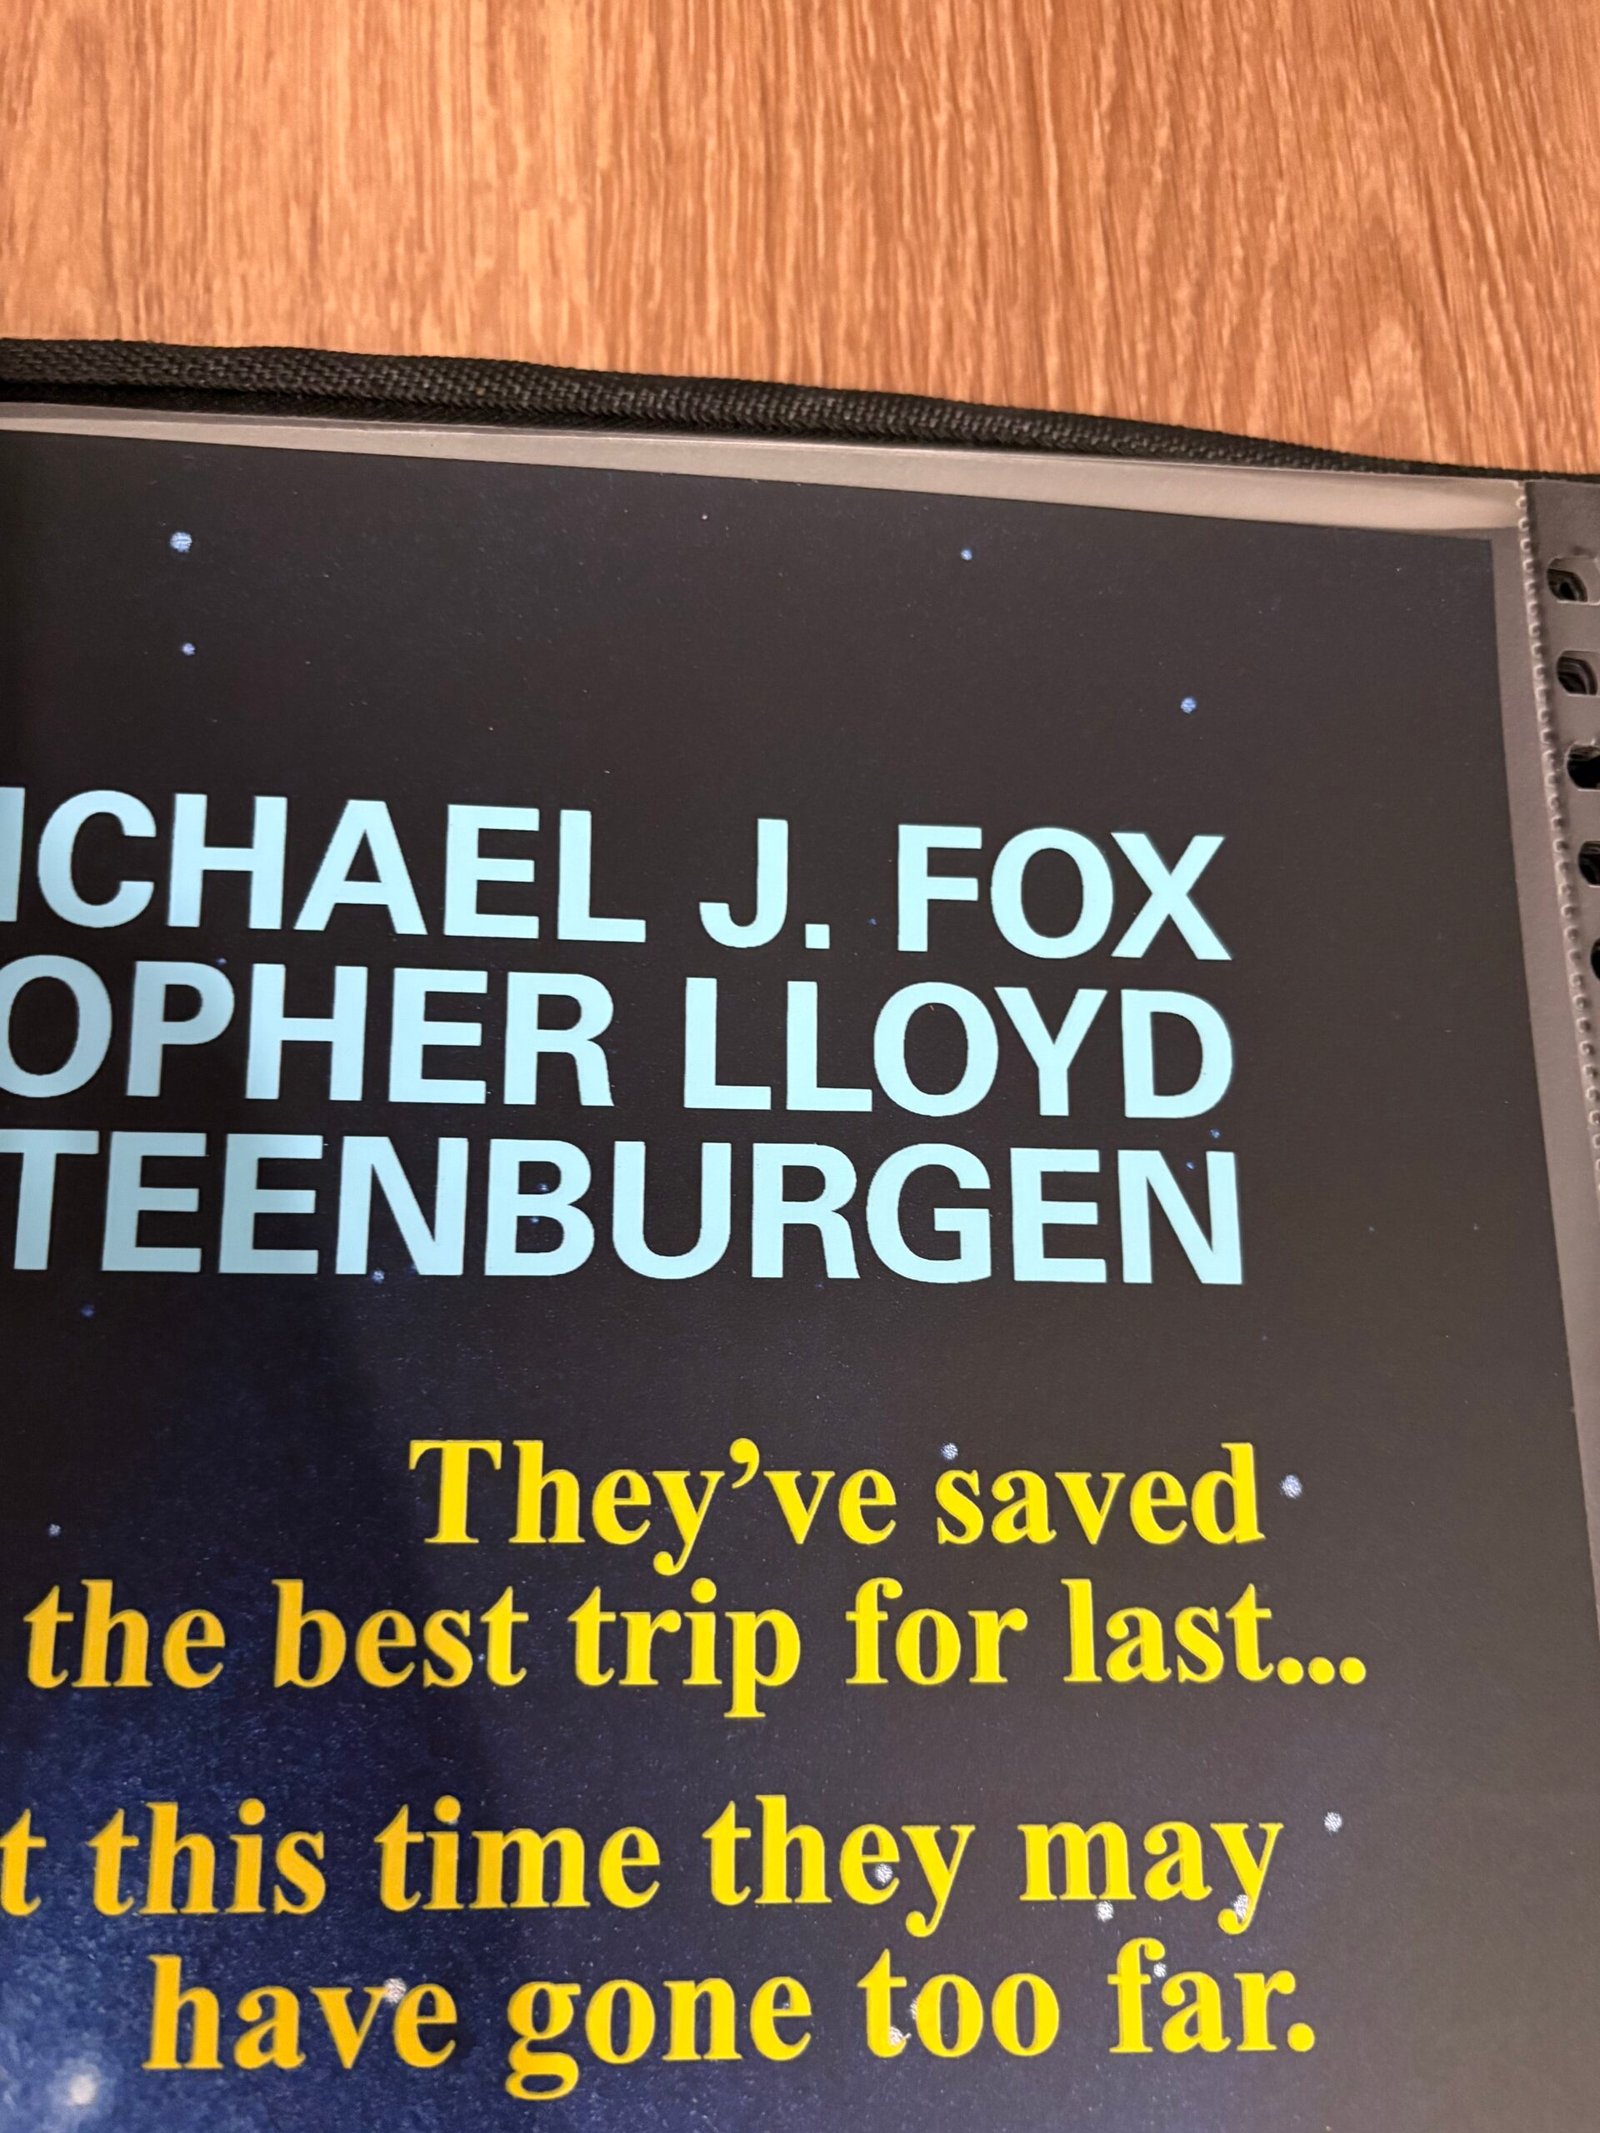 ICHAEL J. FOX
OPHER LLOYD
TEENBURGEN
They’ve saved
the best trip for last...
t this time they may
have gone too far.